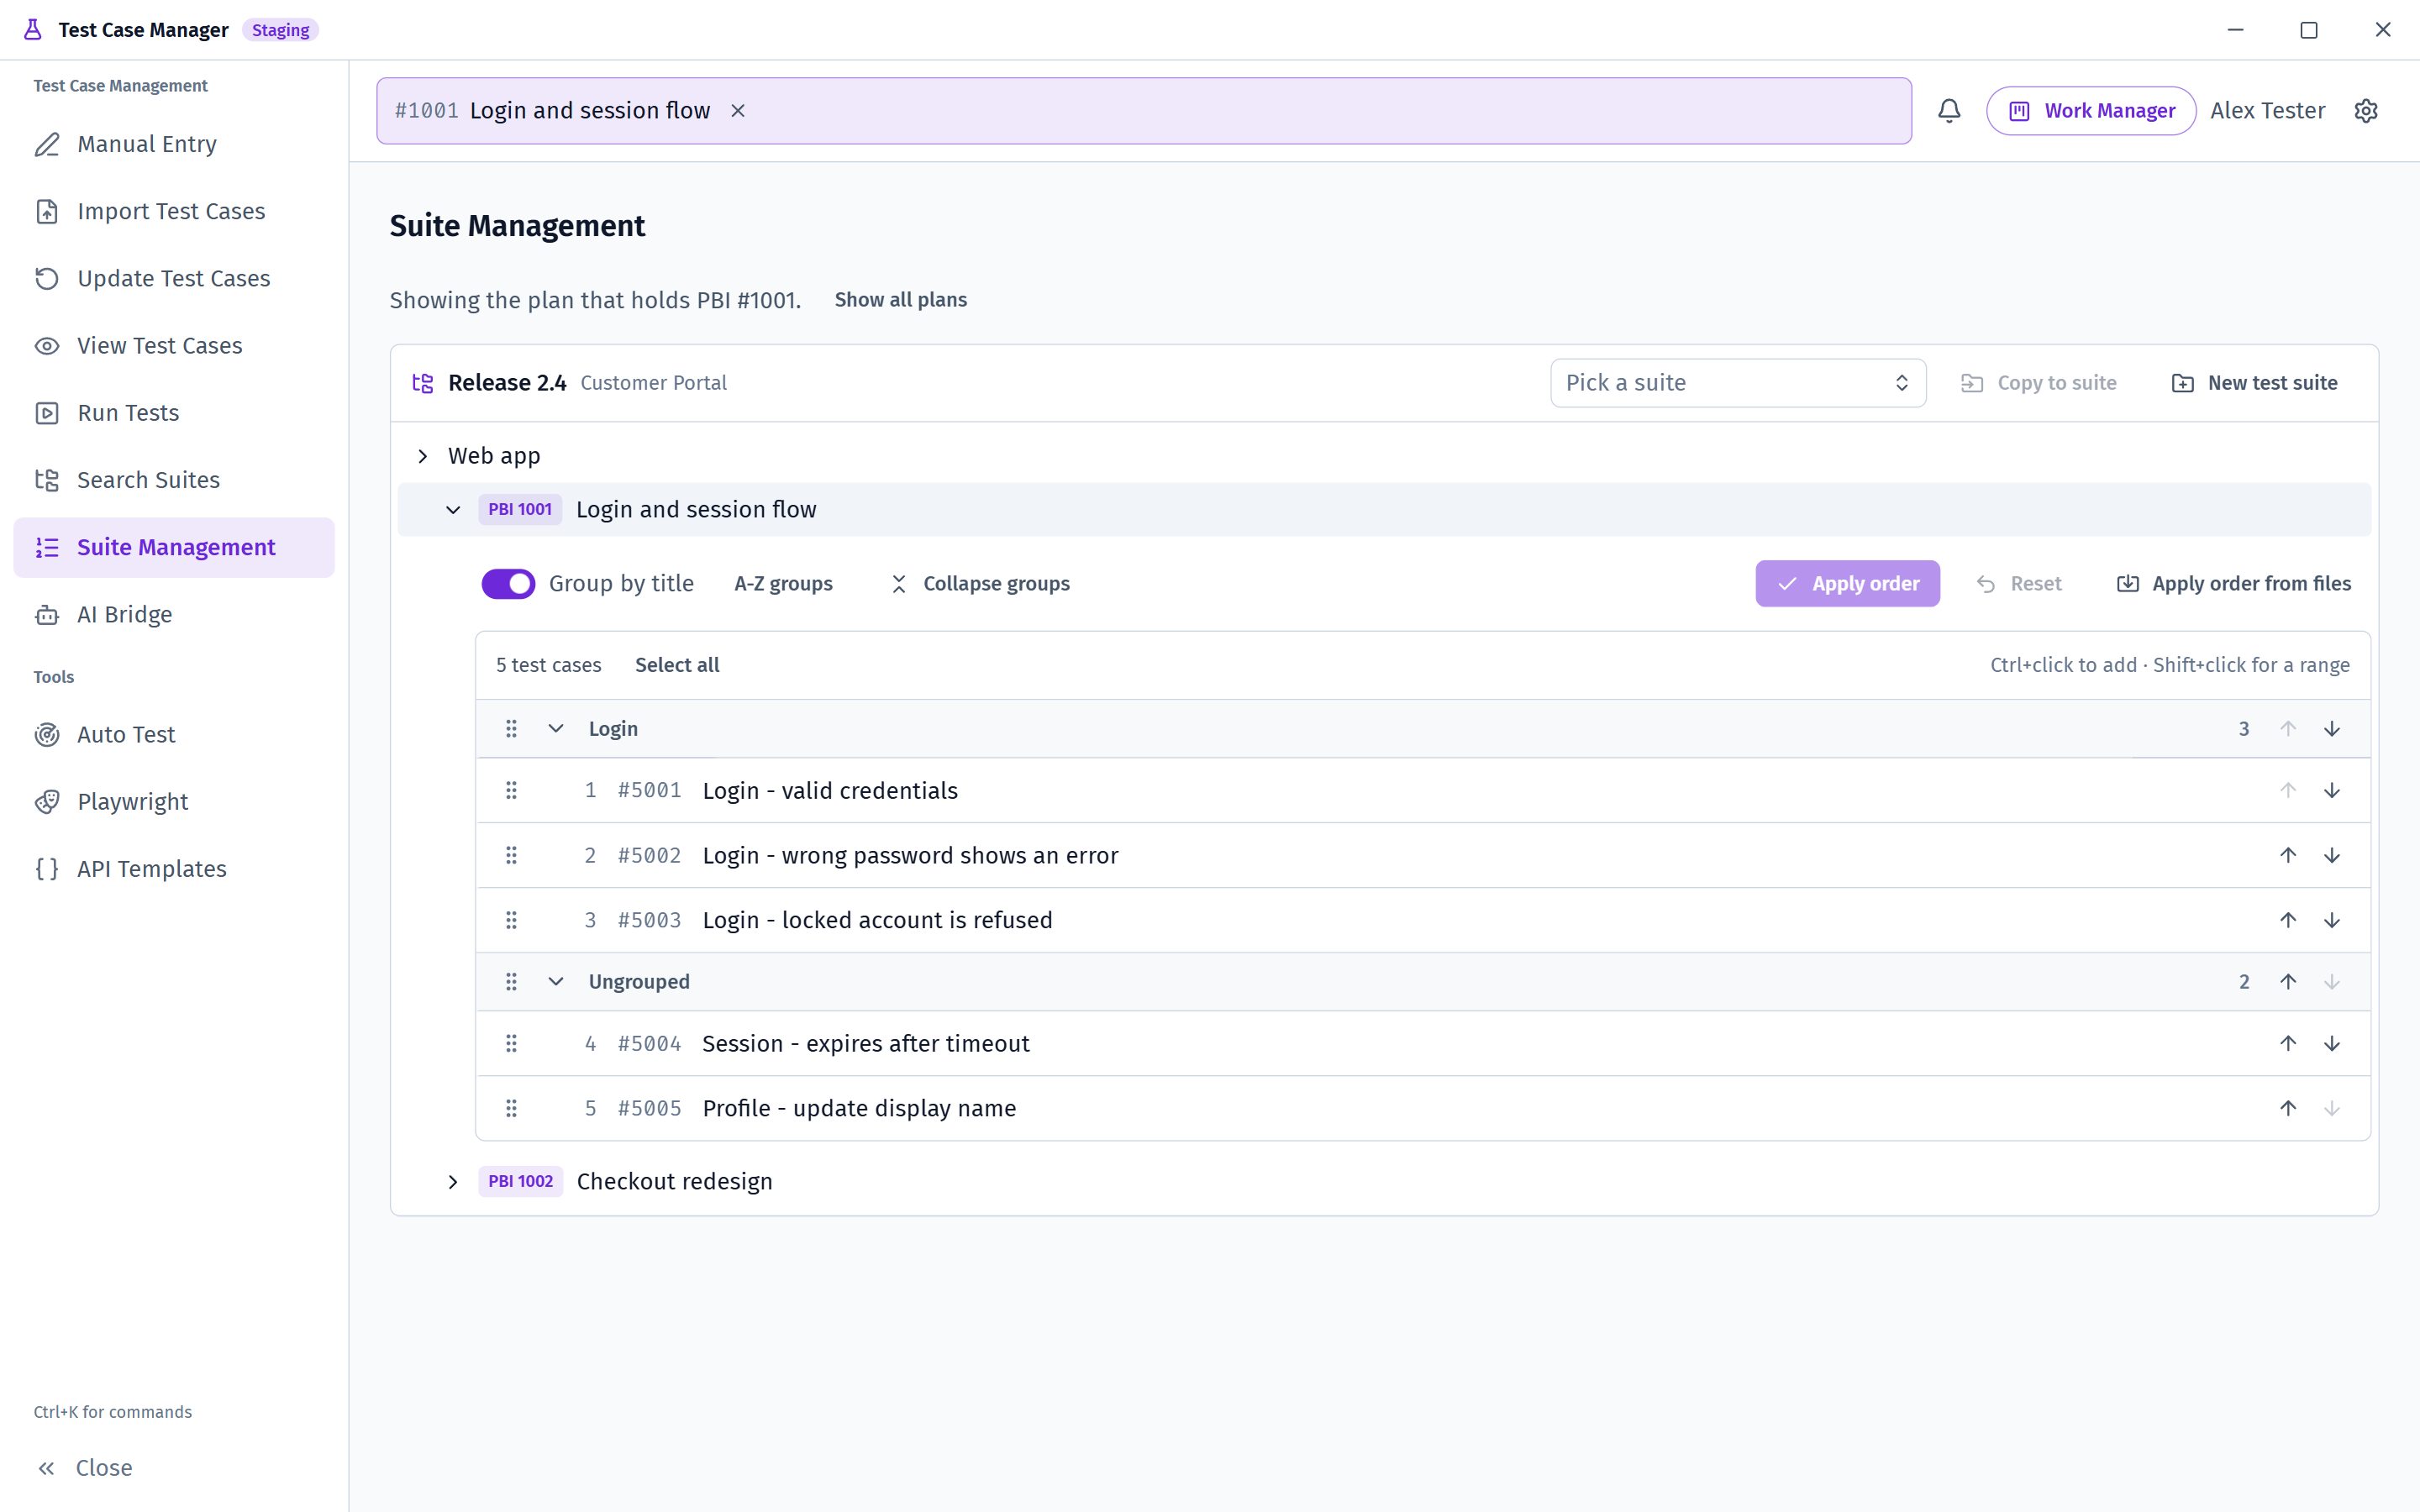 Test Case Manager Staging
Test Case Management
Manual Entry
Import Test Cases
Update Test Cases
View Test Cases
Run Tests
Search Suites
Suite Management
AI Bridge
Tools
Auto Test
Playwright
API Templates
Ctrl+K for commands
Close
#1001 Login and session flow
Work Manager
Alex Tester
Suite Management
Showing the plan that holds PBI #1001. Show all plans
Release 2.4 Customer Portal Pick a suite Copy to suite New test suite
Web app
PBI 1001 Login and session flow
Group by title A-Z groups Collapse groups Apply order Reset Apply order from files
5 test cases Select all Ctrl+click to add · Shift+click for a range
Login 3
1 #5001 Login - valid credentials
2 #5002 Login - wrong password shows an error
3 #5003 Login - locked account is refused
Ungrouped 2
4 #5004 Session - expires after timeout
5 #5005 Profile - update display name
PBI 1002 Checkout redesign